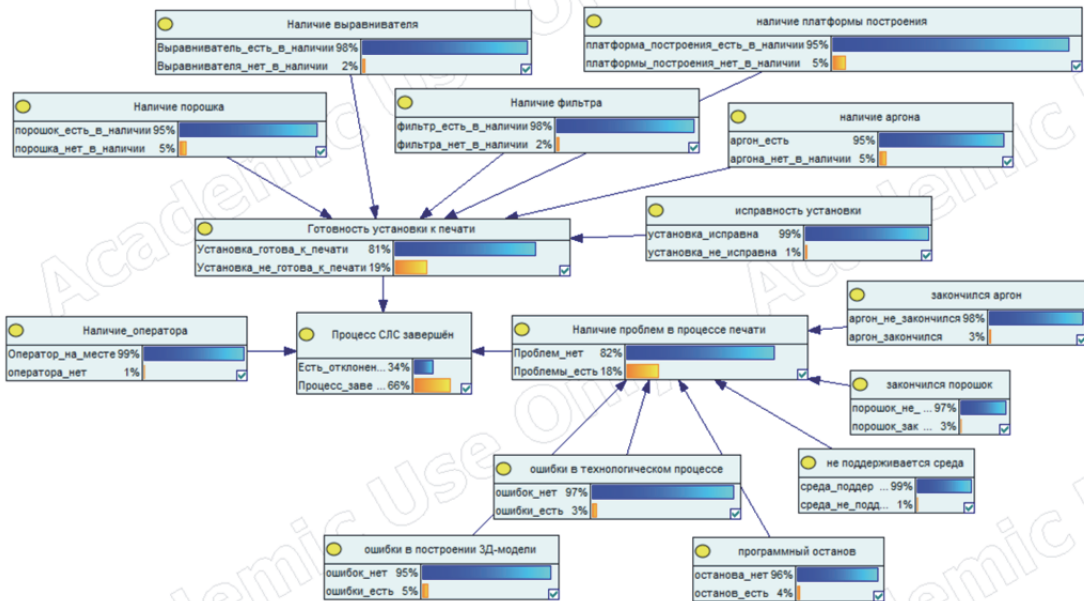 Наличие выравнивателя
Выравниватель_есть_в_наличии 98%
Выравнивателя_нет_в_наличии 2%
наличие платформы построения
платформа_построения_есть_в_наличии 95%
платформы_построения_нет_в_наличии 5%
Наличие порошка
порошок_есть_в_наличии 95%
порошка_нет_в_наличии 5%
Наличие фильтра
фильтр_есть_в_наличии 98%
фильтра_нет_в_наличии 2%
наличие аргона
аргон_есть 95%
аргона_нет_в_наличии 5%
Готовность установки к печати
Установка_готова_к_печати 81%
Установка_не_готова_к_печати 19%
исправность установки
установка_исправна 99%
установка_не_исправна 1%
Наличие_оператора
Оператор_на_месте 99%
оператора_нет 1%
Процесс СЛС завершён
Есть_отклонен... 34%
Процесс_заве ... 66%
Наличие проблем в процессе печати
Проблем_нет 82%
Проблемы_есть 18%
закончился аргон
аргон_не_закончился 98%
аргон_закончился 3%
закончился порошок
порошок_не_ ... 97%
порошок_зак ... 3%
ошибки в технологическом процессе
ошибок_нет 97%
ошибки_есть 3%
не поддерживается среда
среда_поддер ... 99%
среда_не_подд... 1%
ошибки в построении 3Д-модели
ошибок_нет 95%
ошибки_есть 5%
программный останов
останова_нет 96%
останов_есть 4%
Academic Use Only